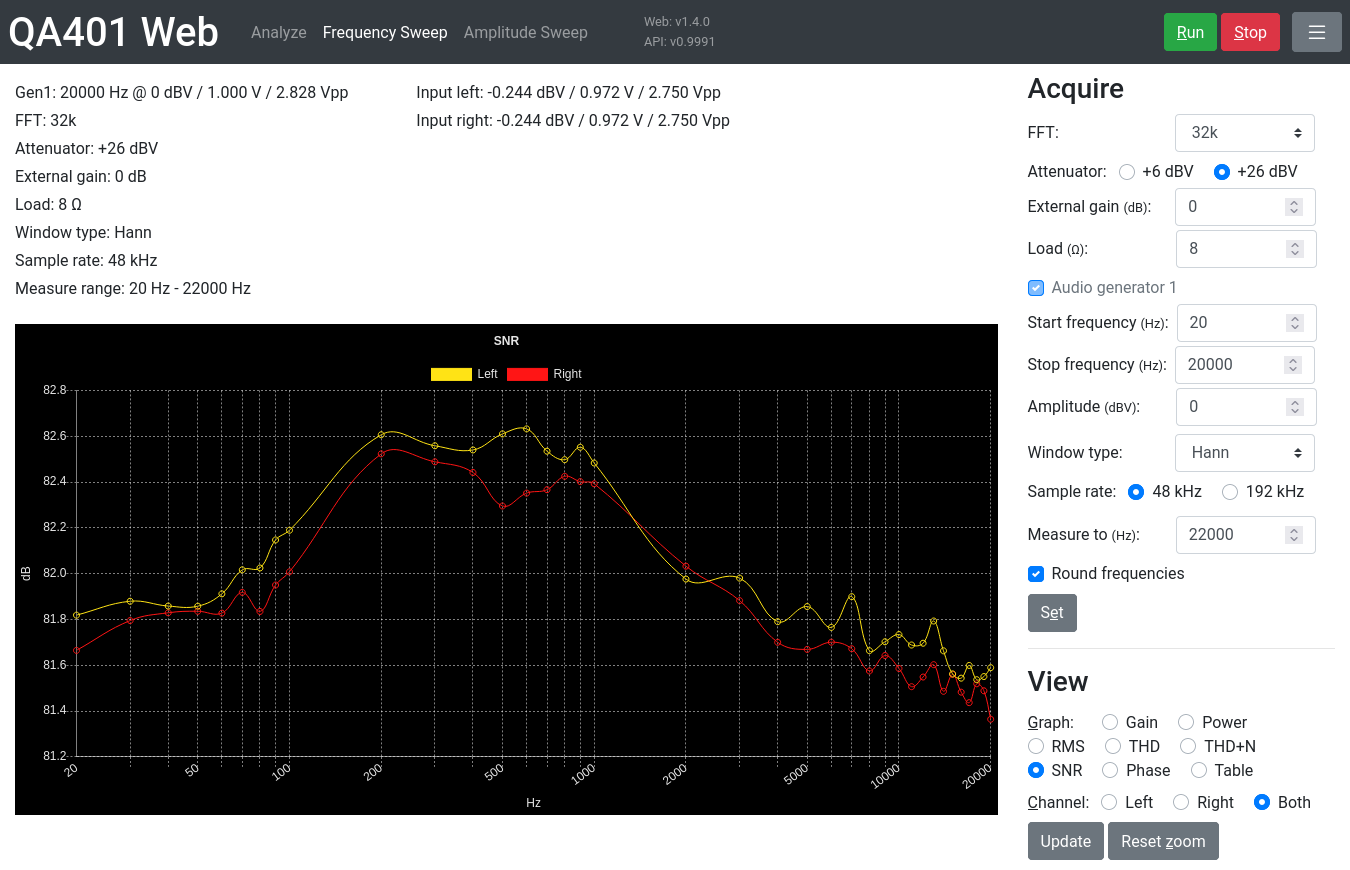 QA401 Web
Analyze Frequency Sweep Amplitude Sweep
Web: v1.4.0
API: v0.9991
Run Stop
Gen1: 20000 Hz @ 0 dBV / 1.000 V / 2.828 Vpp
FFT: 32k
Attenuator: +26 dBV
External gain: 0 dB
Load: 8 Ω
Window type: Hann
Sample rate: 48 kHz
Measure range: 20 Hz - 22000 Hz
Input left: -0.244 dBV / 0.972 V / 2.750 Vpp
Input right: -0.244 dBV / 0.972 V / 2.750 Vpp
SNR
Left Right
82.8
82.6
82.4
82.2
82.0
81.8
81.6
81.4
81.2
dB
20 50 100 200 500 1000 2000 5000 10000 20000
Hz
Acquire
FFT: 32k
Attenuator: +6 dBV +26 dBV
External gain (dB): 0
Load (Ω): 8
Audio generator 1
Start frequency (Hz): 20
Stop frequency (Hz): 20000
Amplitude (dBV): 0
Window type: Hann
Sample rate: 48 kHz 192 kHz
Measure to (Hz): 22000
Round frequencies
Set
View
Graph: Gain Power
RMS THD THD+N
SNR Phase Table
Channel: Left Right Both
Update Reset zoom